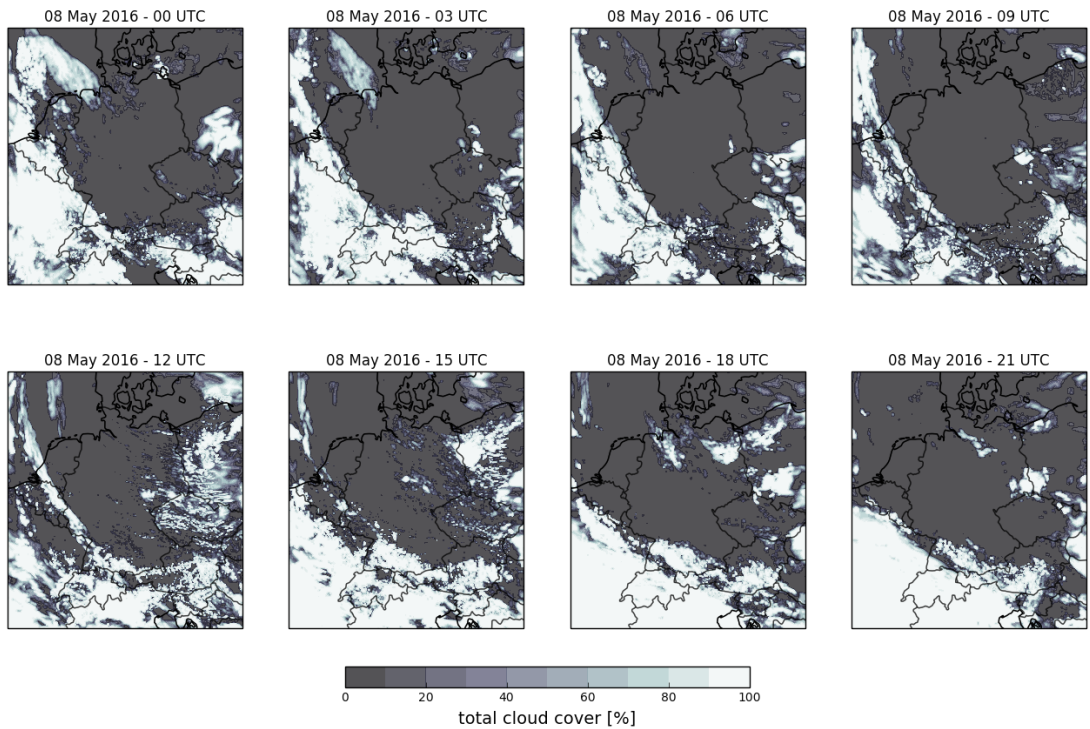 08 May 2016 - 00 UTC
08 May 2016 - 03 UTC
08 May 2016 - 06 UTC
08 May 2016 - 09 UTC
08 May 2016 - 12 UTC
08 May 2016 - 15 UTC
08 May 2016 - 18 UTC
08 May 2016 - 21 UTC
0 20 40 60 80 100
total cloud cover [%]